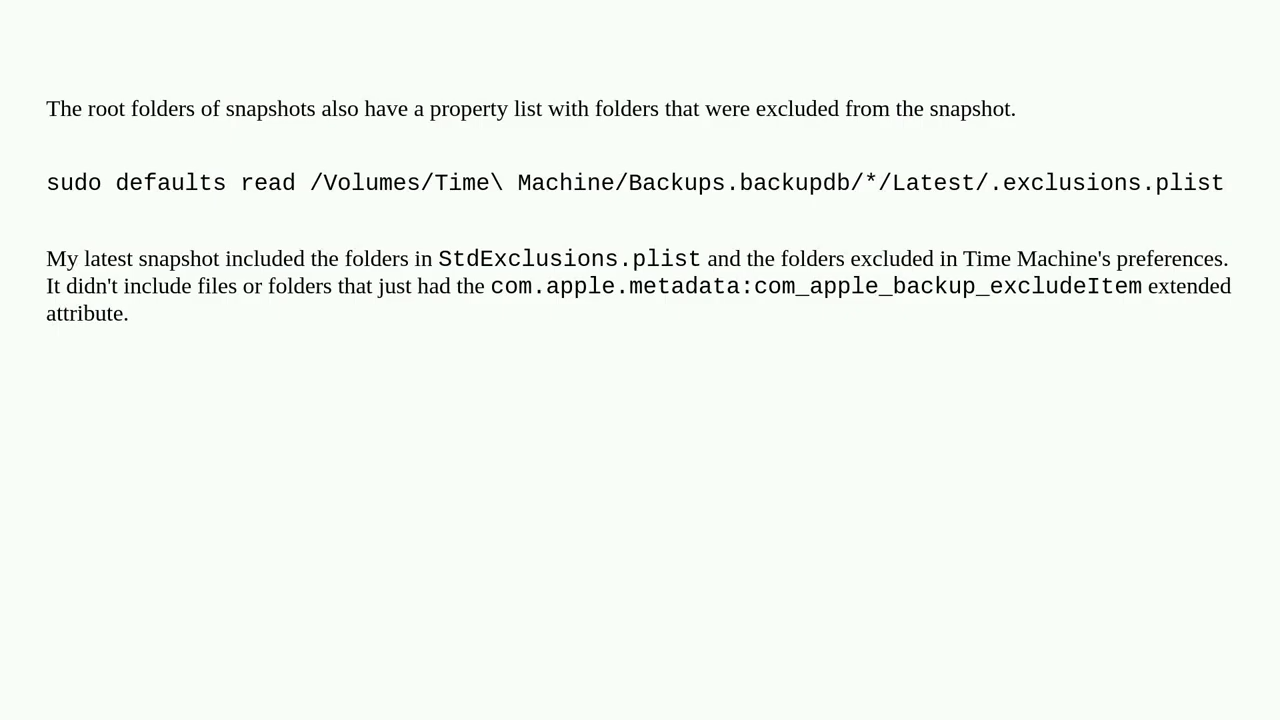 The root folders of snapshots also have a property list with folders that were excluded from the snapshot.
sudo defaults read /Volumes/Time\ Machine/Backups.backupdb/*/Latest/.exclusions.plist
My latest snapshot included the folders in StdExclusions.plist and the folders excluded in Time Machine's preferences.
It didn't include files or folders that just had the com.apple.metadata:com_apple_backup_excludeItem extended
attribute.